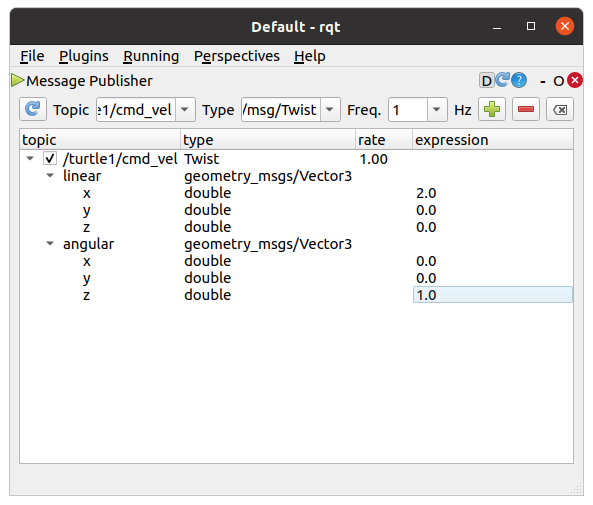 Default - rqt
File Plugins Running Perspectives Help
Message Publisher D ? - O
Topic e1/cmd_vel Type /msg/Twist Freq. 1 Hz
topic type rate expression
/turtle1/cmd_vel Twist 1.00
linear geometry_msgs/Vector3
x double 2.0
y double 0.0
z double 0.0
angular geometry_msgs/Vector3
x double 0.0
y double 0.0
z double 1.0